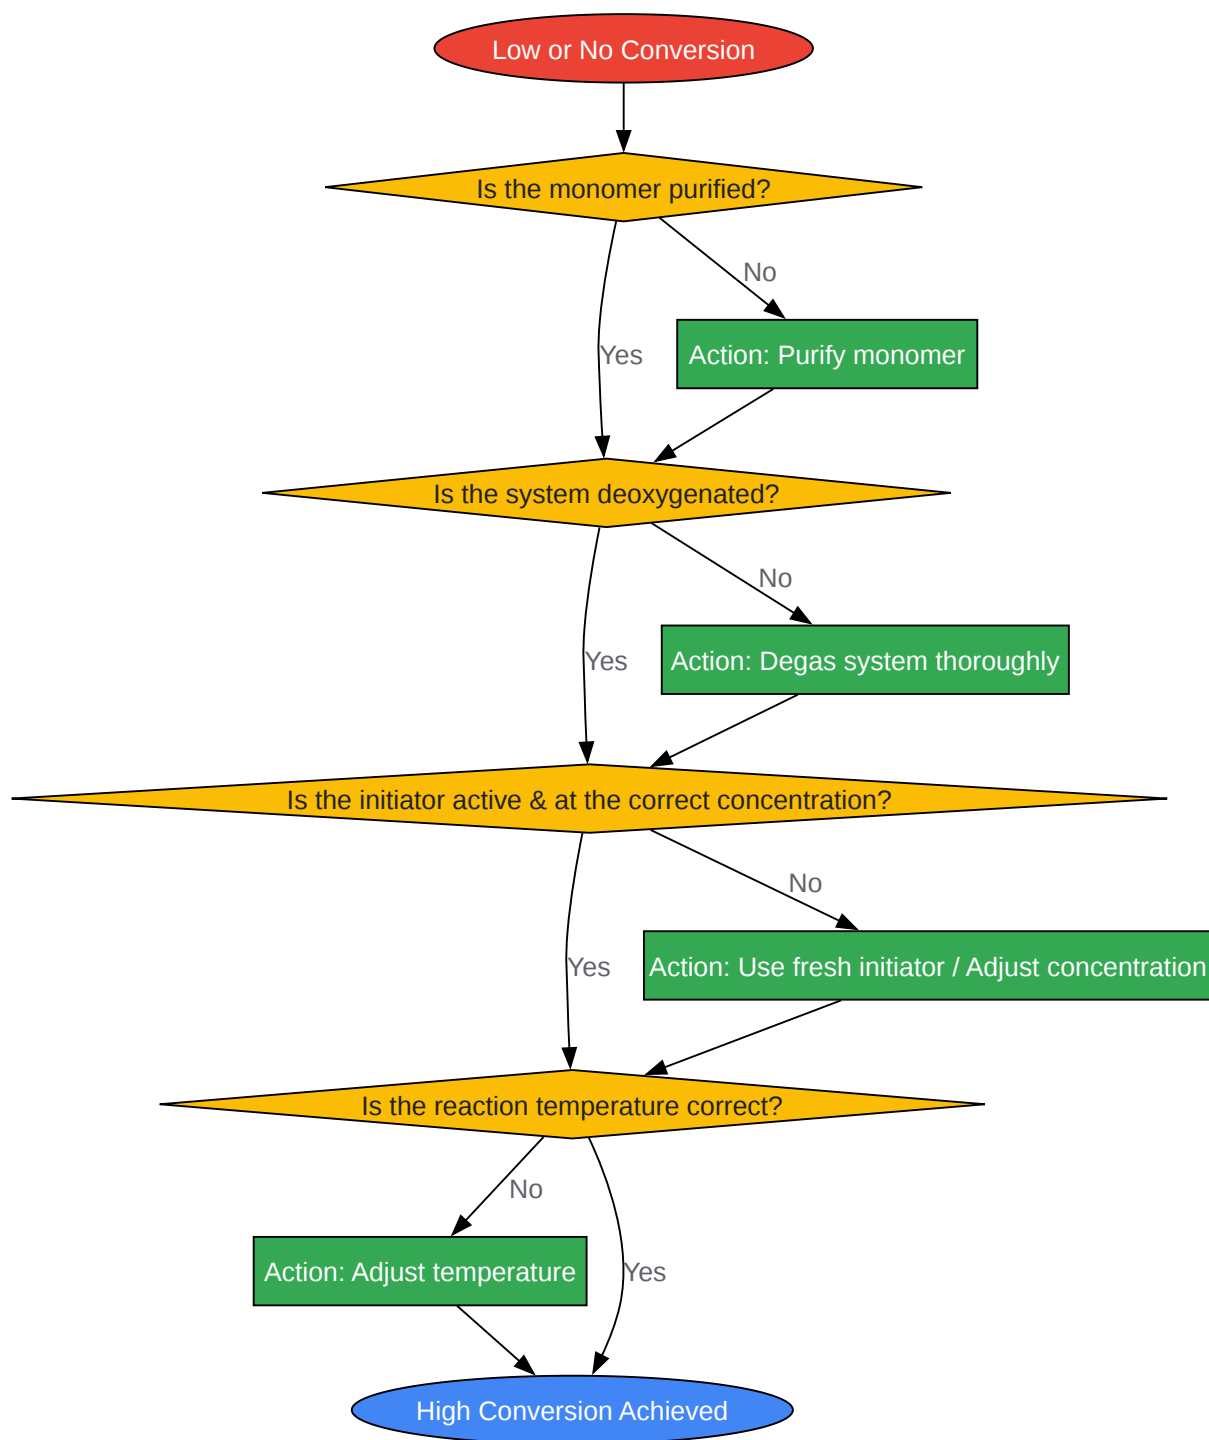 Low or No Conversion
Is the monomer purified?
No
Yes
Action: Purify monomer
Is the system deoxygenated?
No
Yes
Action: Degas system thoroughly
Is the initiator active & at the correct concentration?
No
Yes
Action: Use fresh initiator / Adjust concentration
Is the reaction temperature correct?
No
Action: Adjust temperature
Yes
High Conversion Achieved